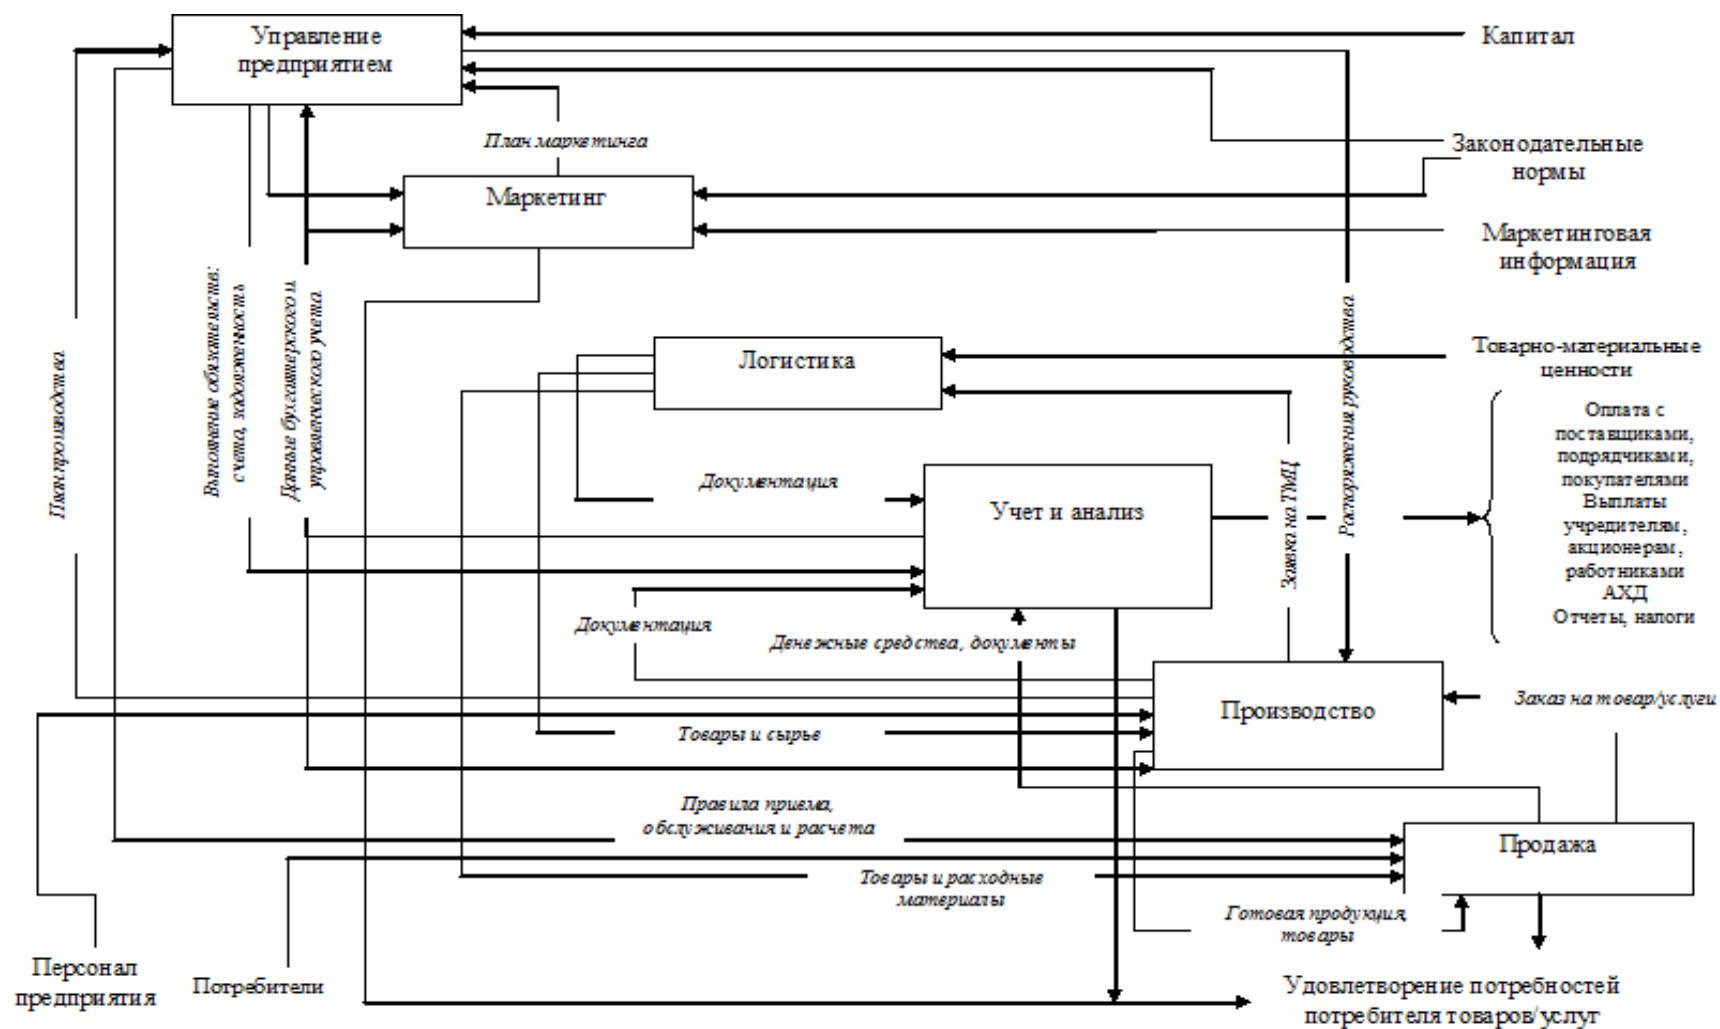 Управление
предприятием
Капитал
План маркетинга
Законодательные
нормы
Маркетинг
Маркетинговая
информация
План производства
Выполнение обязательств:
счета, задолженность
Данные бухгалтерского и
управленческого учета
Распоряжения руководства
Логистика
Товарно-материальные
ценности
Оплата с
поставщиками,
подрядчиками,
покупателями
Выплаты
учредителям,
акционерам,
работниками
АХД
Отчеты, налоги
Документация
Учет и анализ
Заявка на ТМЦ
Документация
Денежные средства, документы
Производство
Заказ на товар/услуги
Товары и сырье
Правила приема,
обслуживания и расчета
Продажа
Товары и расходные
материалы
Готовая продукция,
товары
Персонал
предприятия
Потребители
Удовлетворение потребностей
потребителя товаров/услуг